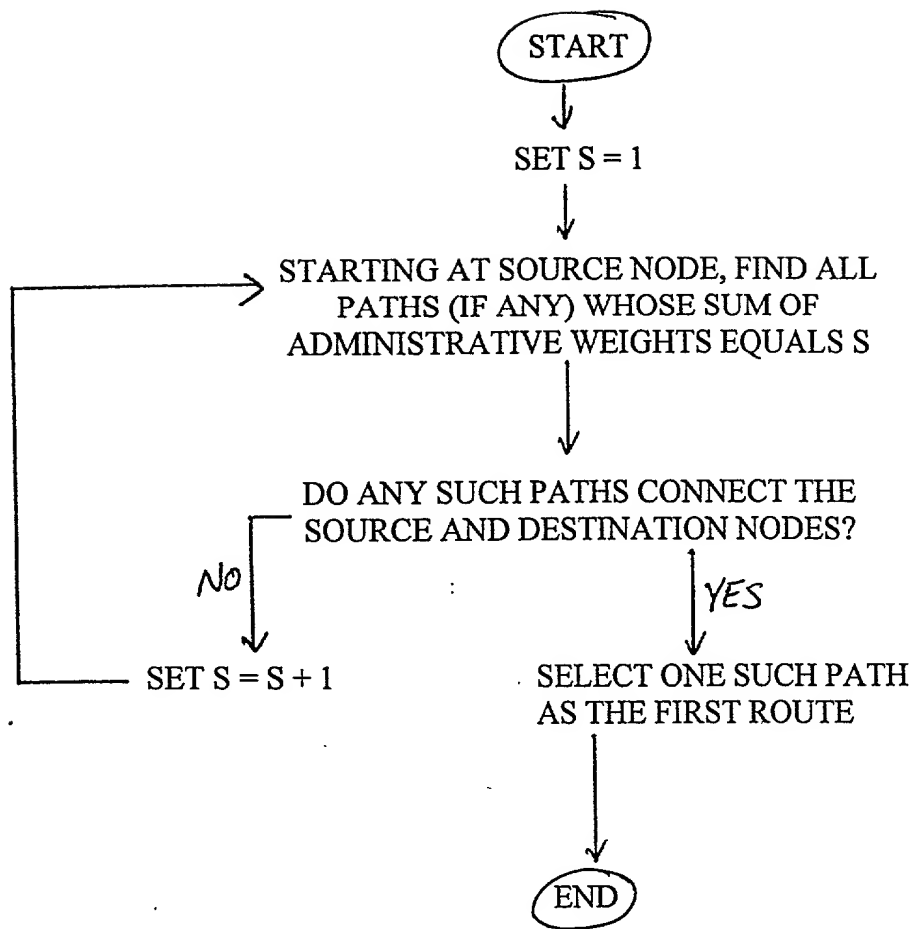 START
SET S = 1
STARTING AT SOURCE NODE, FIND ALL
PATHS (IF ANY) WHOSE SUM OF
ADMINISTRATIVE WEIGHTS EQUALS S
DO ANY SUCH PATHS CONNECT THE
SOURCE AND DESTINATION NODES?
NO
YES
SET S = S + 1
SELECT ONE SUCH PATH
AS THE FIRST ROUTE
END